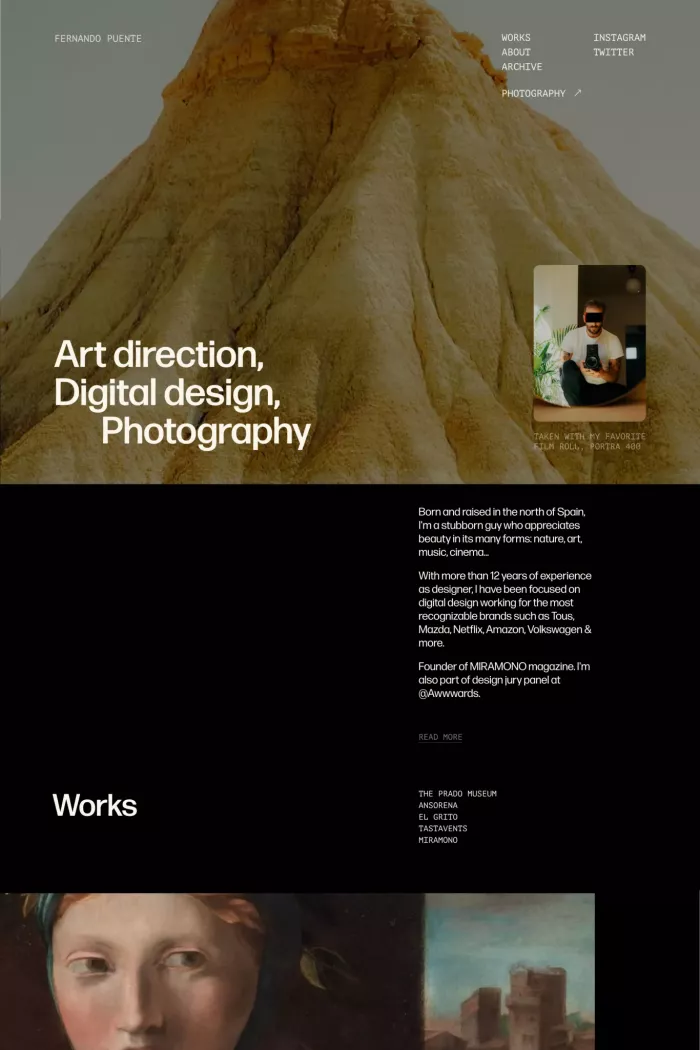 FERNANDO PUENTE
WORKS
ABOUT
ARCHIVE
PHOTOGRAPHY ↗
INSTAGRAM
TWITTER
Art direction,
Digital design,
Photography
TAKEN WITH MY FAVORITE
FILM ROLL, PORTRA 400
Born and raised in the north of Spain,
I'm a stubborn guy who appreciates
beauty in its many forms: nature, art,
music, cinema...
With more than 12 years of experience
as designer, I have been focused on
digital design working for the most
recognizable brands such as Tous,
Mazda, Netflix, Amazon, Volkswagen &
more.
Founder of MIRAMONO magazine. I'm
also part of design jury panel at
@Awwwards.
READ MORE
Works
THE PRADO MUSEUM
ANSORENA
EL GRITO
TASTAVENTS
MIRAMONO